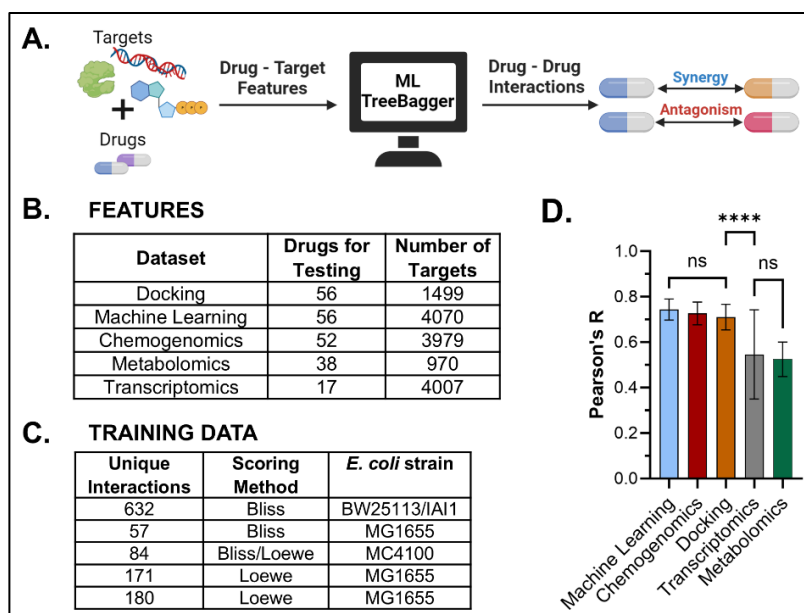 A.
Targets
Drugs
Drug - Target
Features
ML
TreeBagger
Drug - Drug
Interactions
Synergy
Antagonism
B. FEATURES
Dataset Drugs for Testing Number of Targets
Docking 56 1499
Machine Learning 56 4070
Chemogenomics 52 3979
Metabolomics 38 970
Transcriptomics 17 4007
C. TRAINING DATA
Unique Interactions Scoring Method E. coli strain
632 Bliss BW25113/IAI1
57 Bliss MG1655
84 Bliss/Loewe MC4100
171 Loewe MG1655
180 Loewe MG1655
D.
****
ns
ns
Pearson's R
1.0
0.8
0.6
0.4
0.2
0.0
Machine Learning
Chemogenomics
Docking
Transcriptomics
Metabolomics